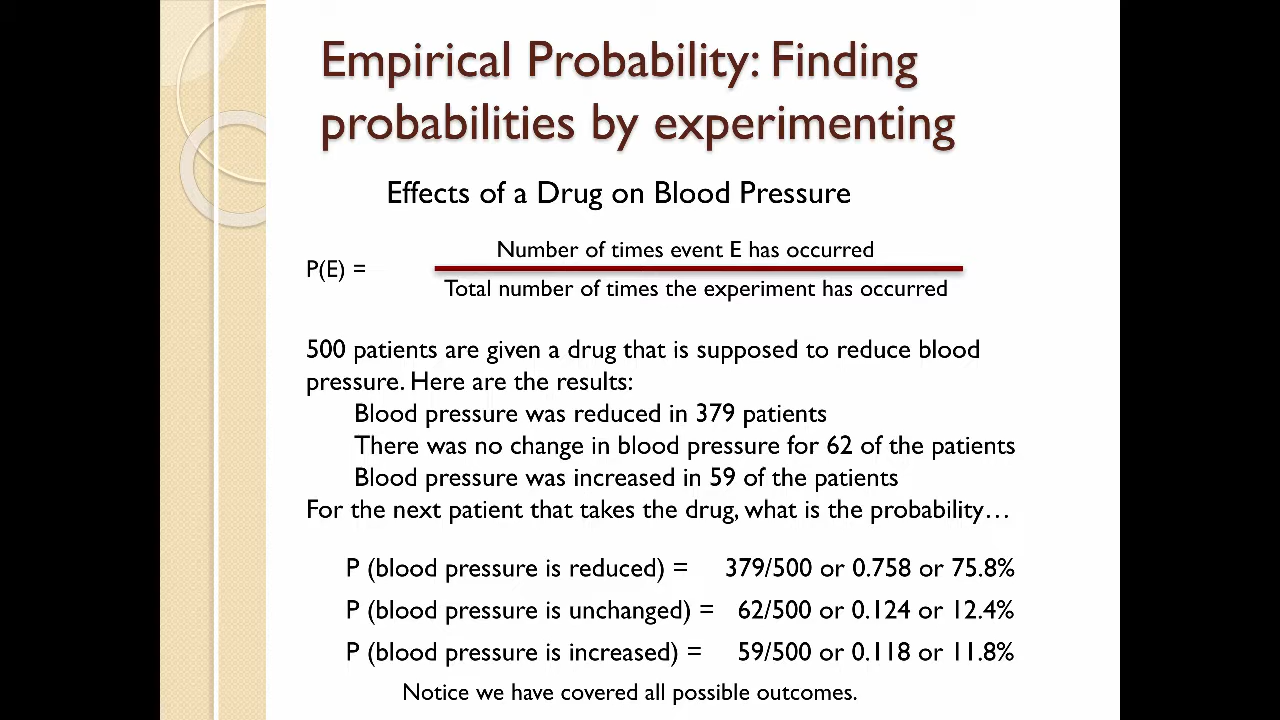 Empirical Probability: Finding
probabilities by experimenting
Effects of a Drug on Blood Pressure
Number of times event E has occurred
P(E) =
Total number of times the experiment has occurred
500 patients are given a drug that is supposed to reduce blood
pressure. Here are the results:
Blood pressure was reduced in 379 patients
There was no change in blood pressure for 62 of the patients
Blood pressure was increased in 59 of the patients
For the next patient that takes the drug, what is the probability…
P (blood pressure is reduced) = 379/500 or 0.758 or 75.8%
P (blood pressure is unchanged) = 62/500 or 0.124 or 12.4%
P (blood pressure is increased) = 59/500 or 0.118 or 11.8%
Notice we have covered all possible outcomes.